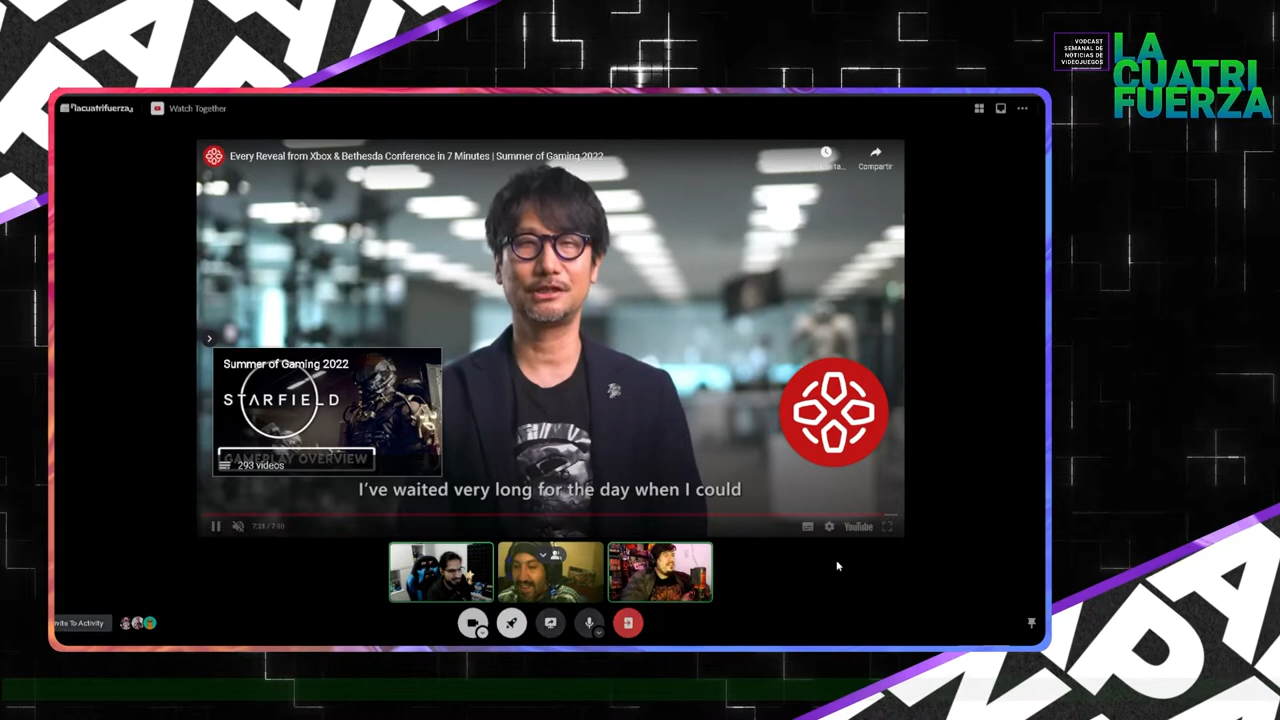 VODCAST
SEMANAL DE
NOTICIAS DE
VIDEOJUEGOS
LA
CUATRI
FUERZA
lacuatrifuerza
Watch Together
Every Reveal from Xbox & Bethesda Conference in 7 Minutes | Summer of Gaming 2022
Compartir
Summer of Gaming 2022
STARFIELD
GAMEPLAY OVERVIEW
293 videos
I've waited very long for the day when I could
YouTube
vite To Activity